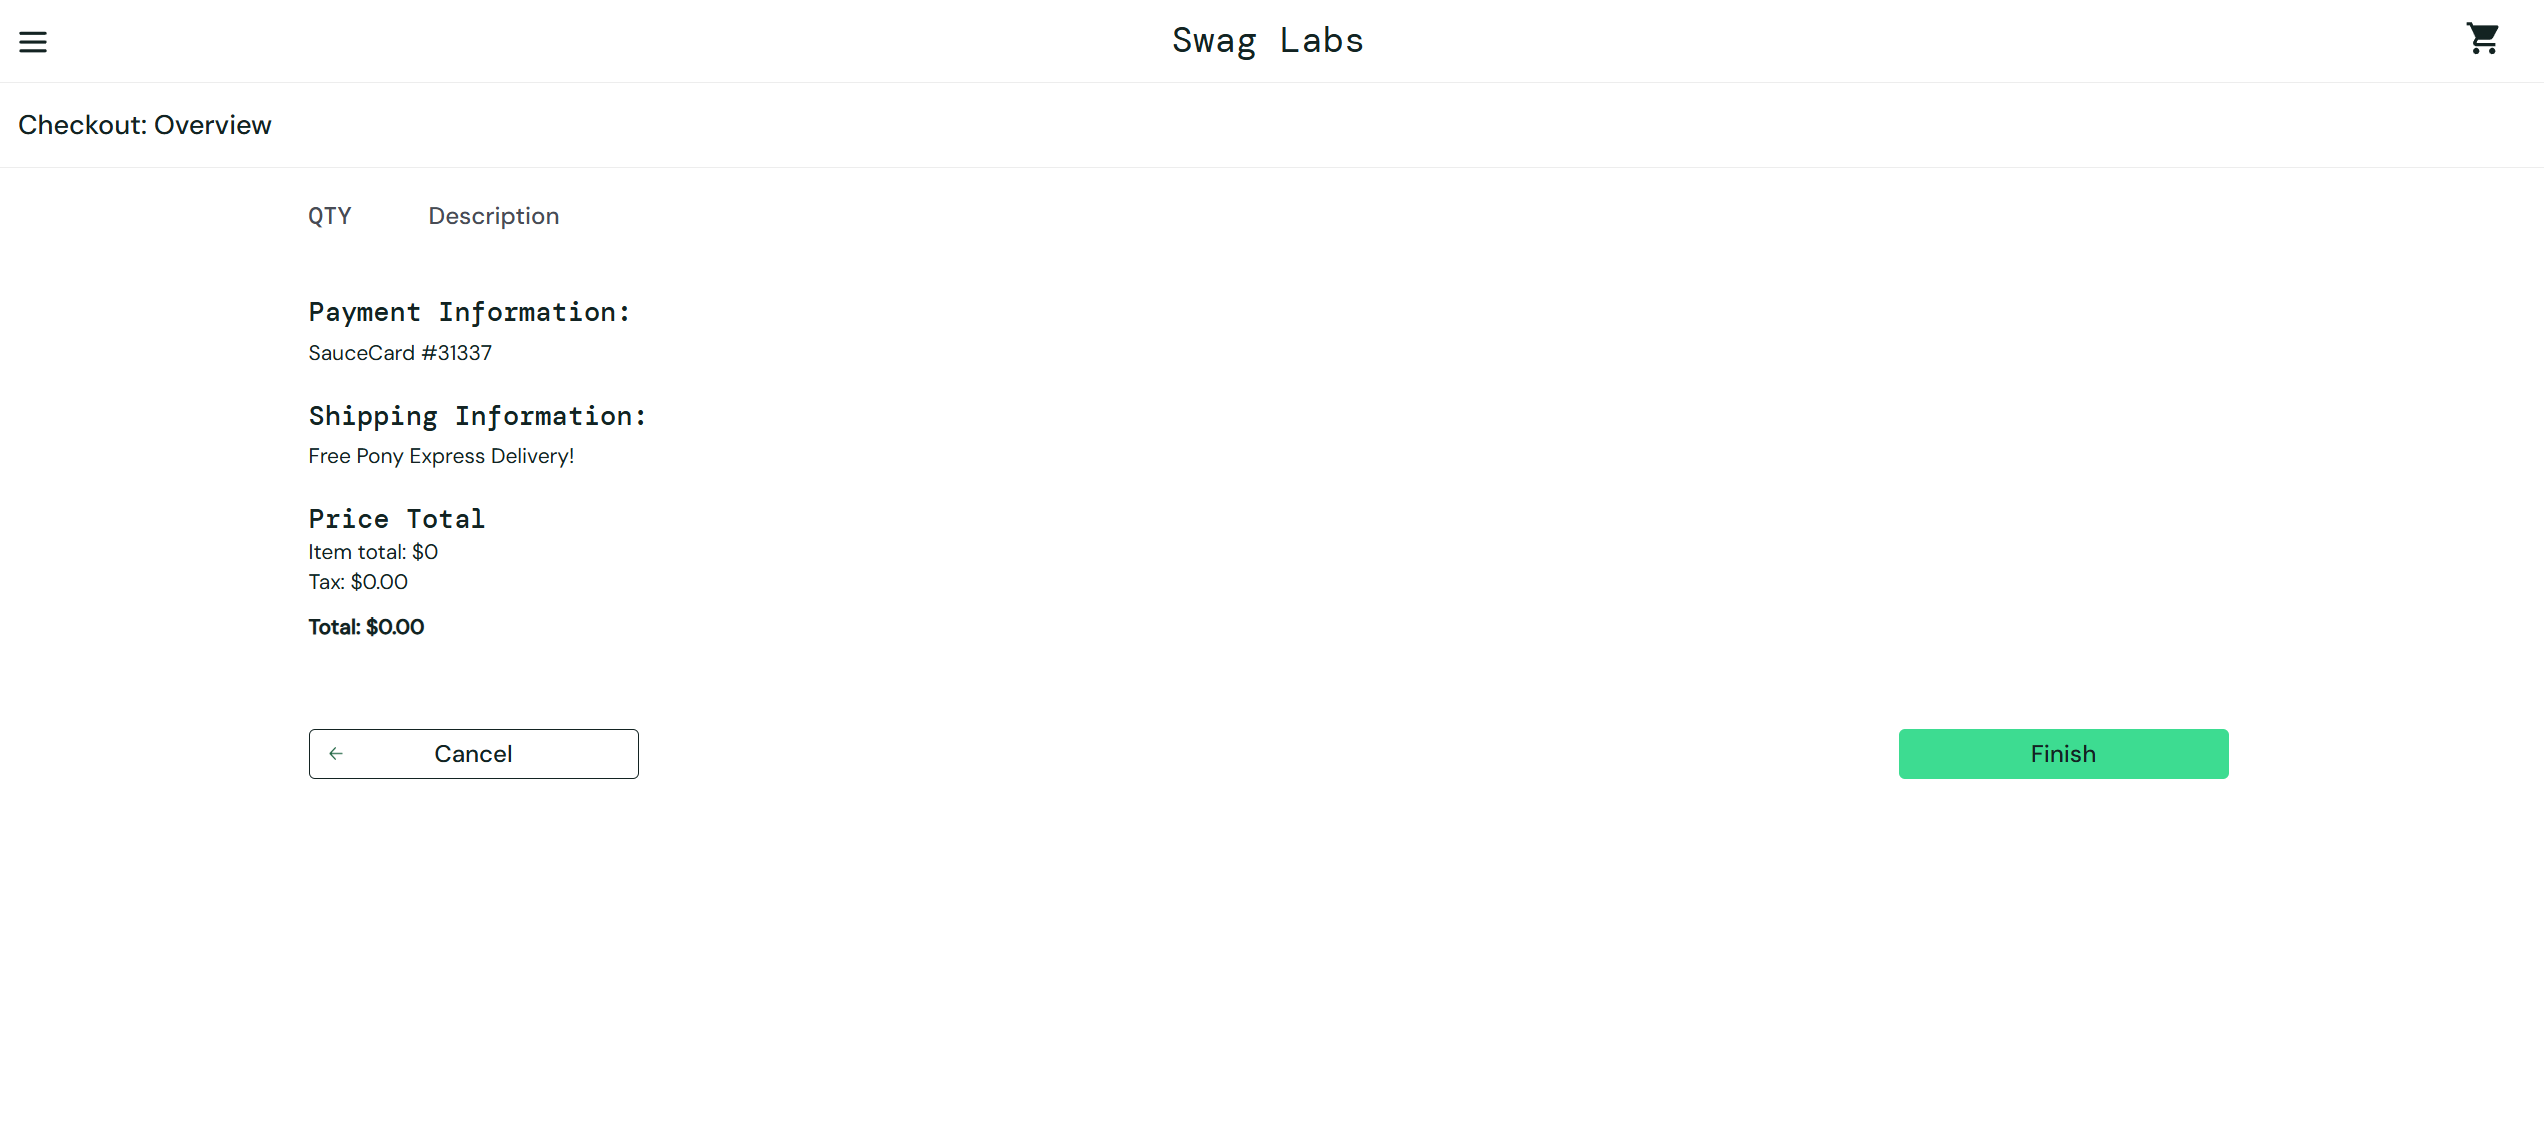 Swag Labs
Checkout: Overview
QTY Description
Payment Information:
SauceCard #31337
Shipping Information:
Free Pony Express Delivery!
Price Total
Item total: $0
Tax: $0.00
Total: $0.00
Cancel Finish